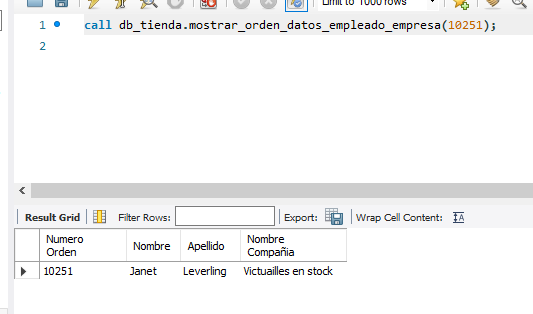 Limit to 1000 rows
1 call db_tienda.mostrar_orden_datos_empleado_empresa(10251);
2
Result Grid Filter Rows: Export: Wrap Cell Content:
Numero Orden Nombre Apellido Nombre Compañia
10251 Janet Leverling Victuailles en stock